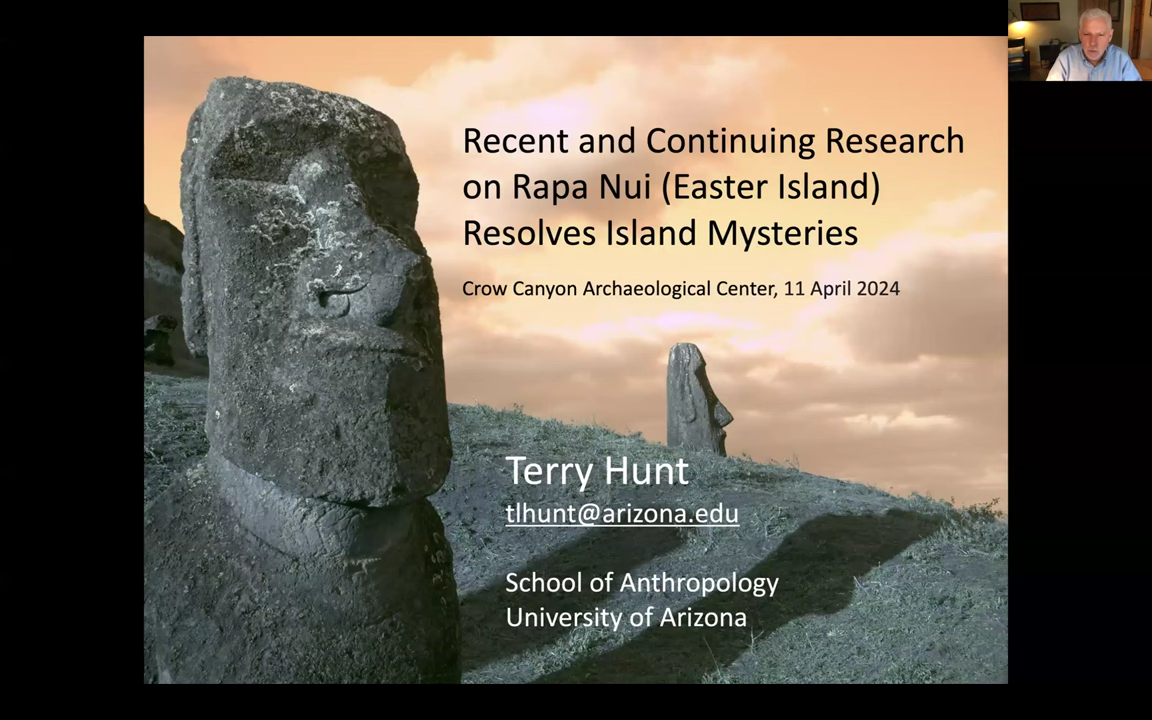 Recent and Continuing Research
on Rapa Nui (Easter Island)
Resolves Island Mysteries
Crow Canyon Archaeological Center, 11 April 2024
Terry Hunt
tlhunt@arizona.edu
School of Anthropology
University of Arizona